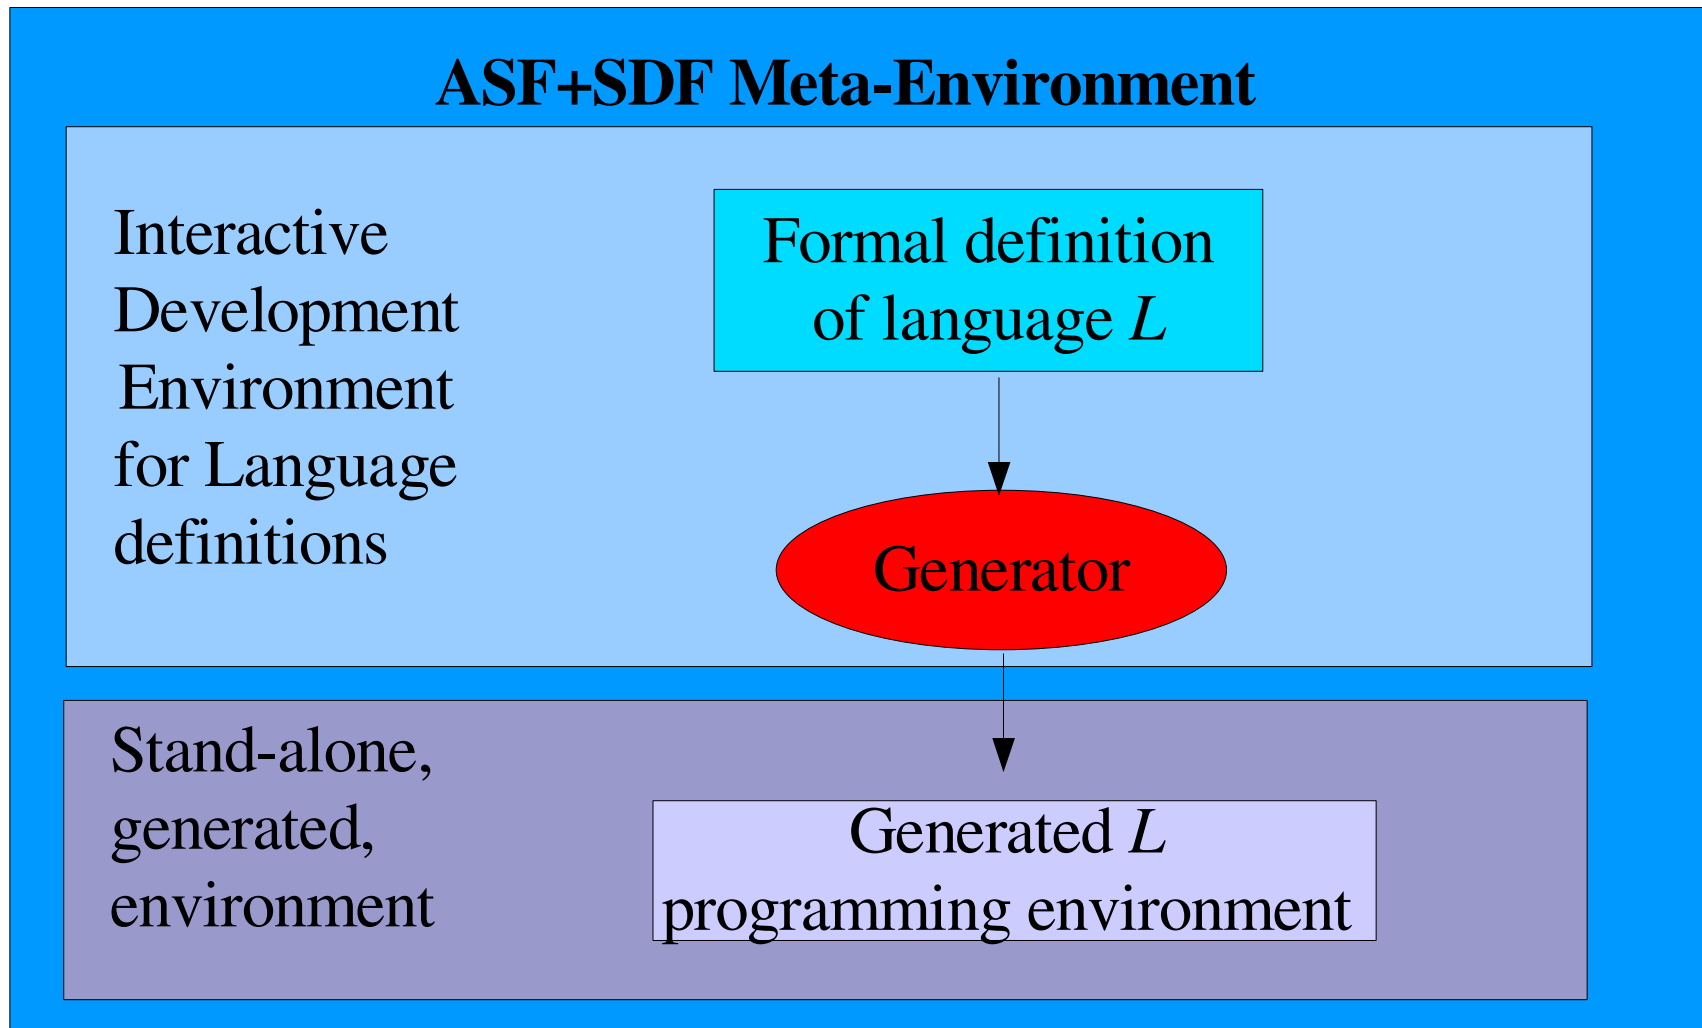 ASF+SDF Meta-Environment
Interactive
Development
Environment
for Language
definitions
Formal definition
of language L
Generator
Stand-alone,
generated,
environment
Generated L
programming environment